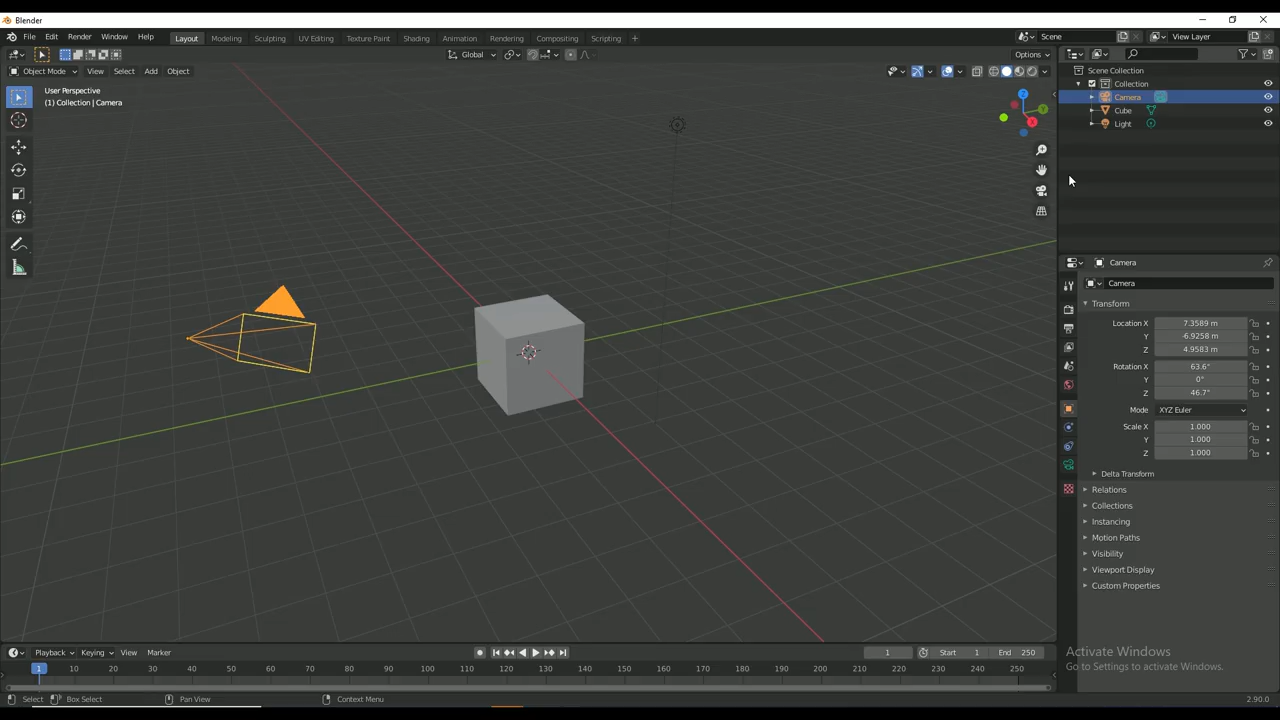 Blender
File Edit Render Window Help Layout Modeling Sculpting UV Editing Texture Paint Shading Animation Rendering Compositing Scripting + Scene View Layer
Global Options
Object Mode View Select Add Object
User Perspective
(1) Collection | Camera
Z
Y
X
Scene Collection
Collection
Camera
Cube
Light
Camera
Camera
Transform
Location X 7.3589 m
Y -6.9258 m
Z 4.9583 m
Rotation X 63.6°
Y 0°
Z 46.7°
Mode XYZ Euler
Scale X 1.000
Y 1.000
Z 1.000
Delta Transform
Relations
Collections
Instancing
Motion Paths
Visibility
Viewport Display
Custom Properties
Activate Windows
Go to Settings to activate Windows.
Playback Keying View Marker 1 Start 1 End 250
1 10 20 30 40 50 60 70 80 90 100 110 120 130 140 150 160 170 180 190 200 210 220 230 240 250
Select Box Select Pan View Context Menu 2.90.0